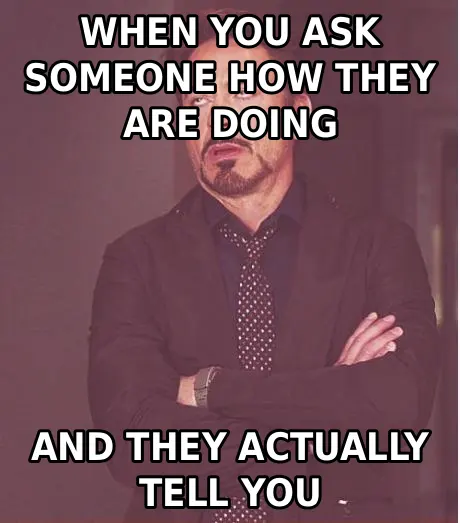 WHEN YOU ASK
SOMEONE HOW THEY
ARE DOING
AND THEY ACTUALLY
TELL YOU